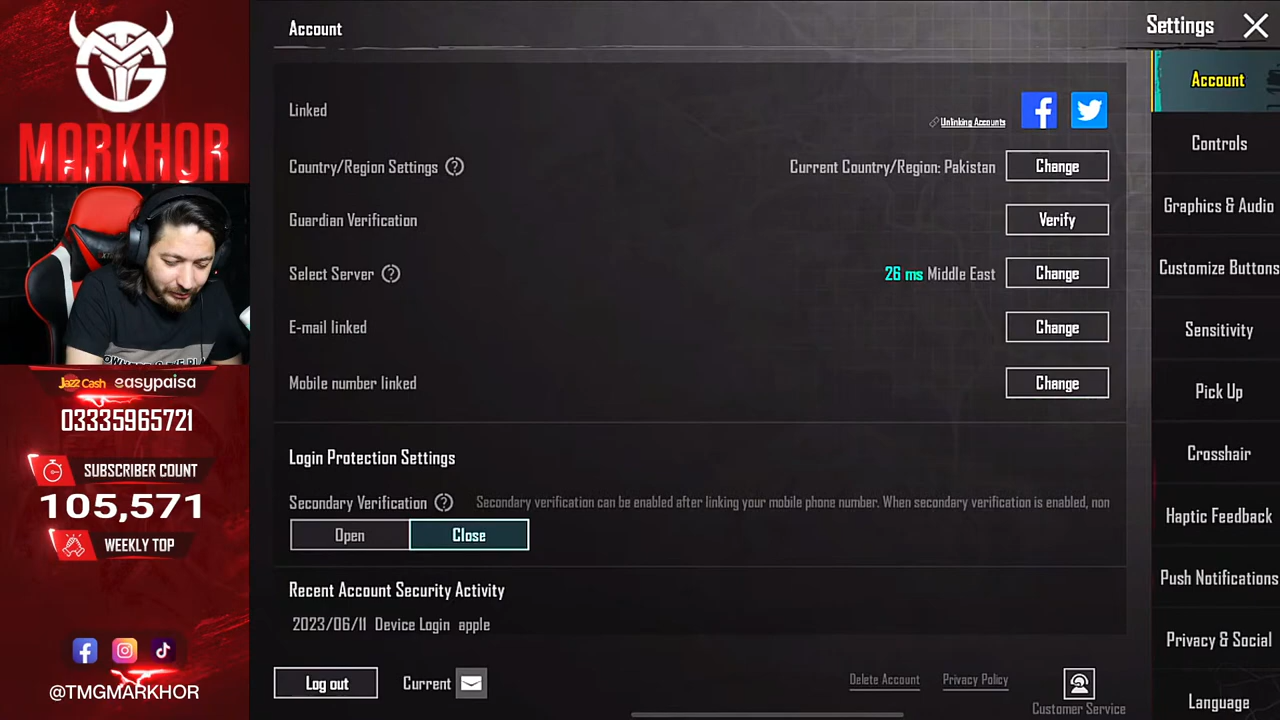 MARKHOR
Jazz Cash easypaisa
03335965721
SUBSCRIBER COUNT
105,571
WEEKLY TOP
@TMGMARKHOR
Account
Settings
Linked
Unlinking Accounts
Country/Region Settings
Current Country/Region: Pakistan
Change
Guardian Verification
Verify
Select Server
26 ms Middle East
Change
E-mail linked
Change
Mobile number linked
Change
Login Protection Settings
Secondary Verification
Secondary verification can be enabled after linking your mobile phone number. When secondary verification is enabled, non
Open
Close
Recent Account Security Activity
2023/06/11 Device Login apple
Log out
Current
Delete Account
Privacy Policy
Customer Service
Account
Controls
Graphics & Audio
Customize Buttons
Sensitivity
Pick Up
Crosshair
Haptic Feedback
Push Notifications
Privacy & Social
Language